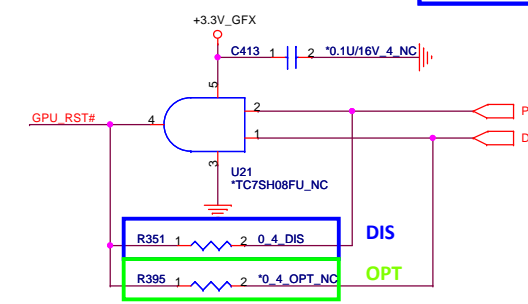 +3.3V_GFX
C413 1 2 *0.1U/16V_4_NC
5
GPU_RST# 4 2 P
1 D
3
U21
*TC7SH08FU_NC
R351 1 2 0_4_DIS DIS
R395 1 2 *0_4_OPT_NC OPT